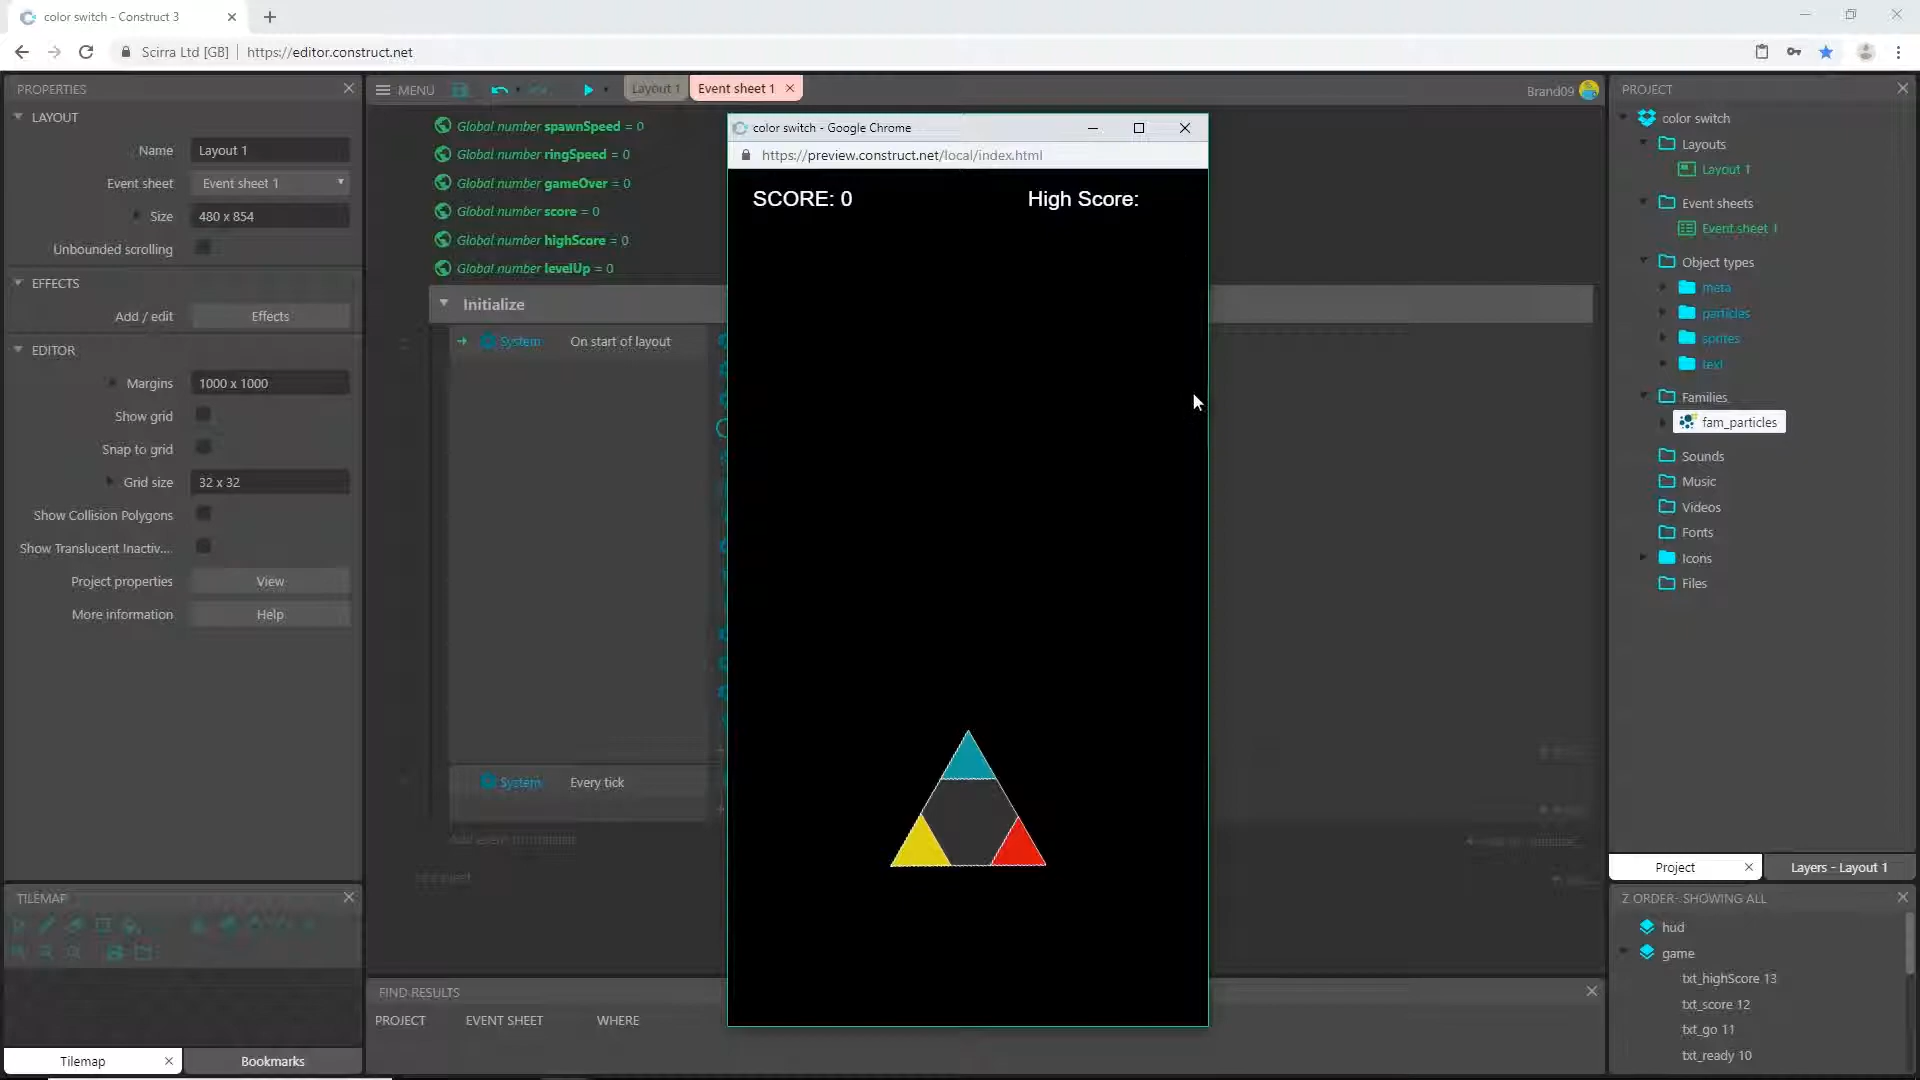 color switch - Construct 3
Scirra Ltd [GB]
https://editor.construct.net
PROPERTIES
LAYOUT
Name
Layout 1
Event sheet
Event sheet 1
Size
480 x 854
Unbounded scrolling
EFFECTS
Add / edit
Effects
EDITOR
Margins
1000 x 1000
Show grid
Snap to grid
Grid size
32 x 32
Show Collision Polygons
Show Translucent Inactiv...
Project properties
View
More information
Help
TILEMAP
Tilemap
Bookmarks
MENU
Layout 1
Event sheet 1
Brand09
Global number spawnSpeed = 0
Global number ringSpeed = 0
Global number gameOver = 0
Global number score = 0
Global number highScore = 0
Global number levelUp = 0
Initialize
System
On start of layout
System
Every tick
color switch - Google Chrome
https://preview.construct.net/local/index.html
SCORE: 0
High Score:
FIND RESULTS
PROJECT
EVENT SHEET
WHERE
PROJECT
color switch
Layouts
Layout 1
Event sheets
Event sheet 1
Object types
meta
particles
sprites
text
Families
fam_particles
Sounds
Music
Videos
Fonts
Icons
Files
Project
Layers - Layout 1
Z ORDER- SHOWING ALL
hud
game
txt_highScore 13
txt_score 12
txt_go 11
txt_ready 10